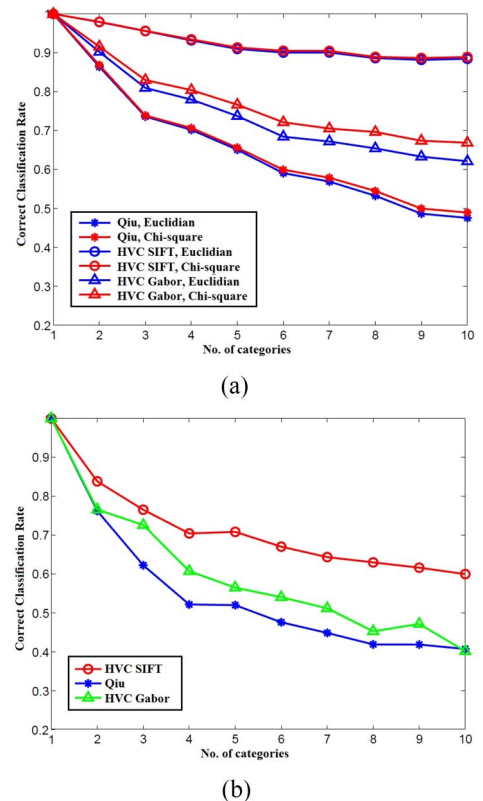 0.9
0.8
0.7
0.6
0.5
0.4
0.3
0.2
Correct Classification Rate
Qiu, Euclidian
Qiu, Chi-square
HVC SIFT, Euclidian
HVC SIFT, Chi-square
HVC Gabor, Euclidian
HVC Gabor, Chi-square
1 2 3 4 5 6 7 8 9 10
No. of categories
(a)
0.9
0.8
0.7
0.6
0.5
0.4
0.3
0.2
Correct Classification Rate
HVC SIFT
Qiu
HVC Gabor
1 2 3 4 5 6 7 8 9 10
No. of categories
(b)